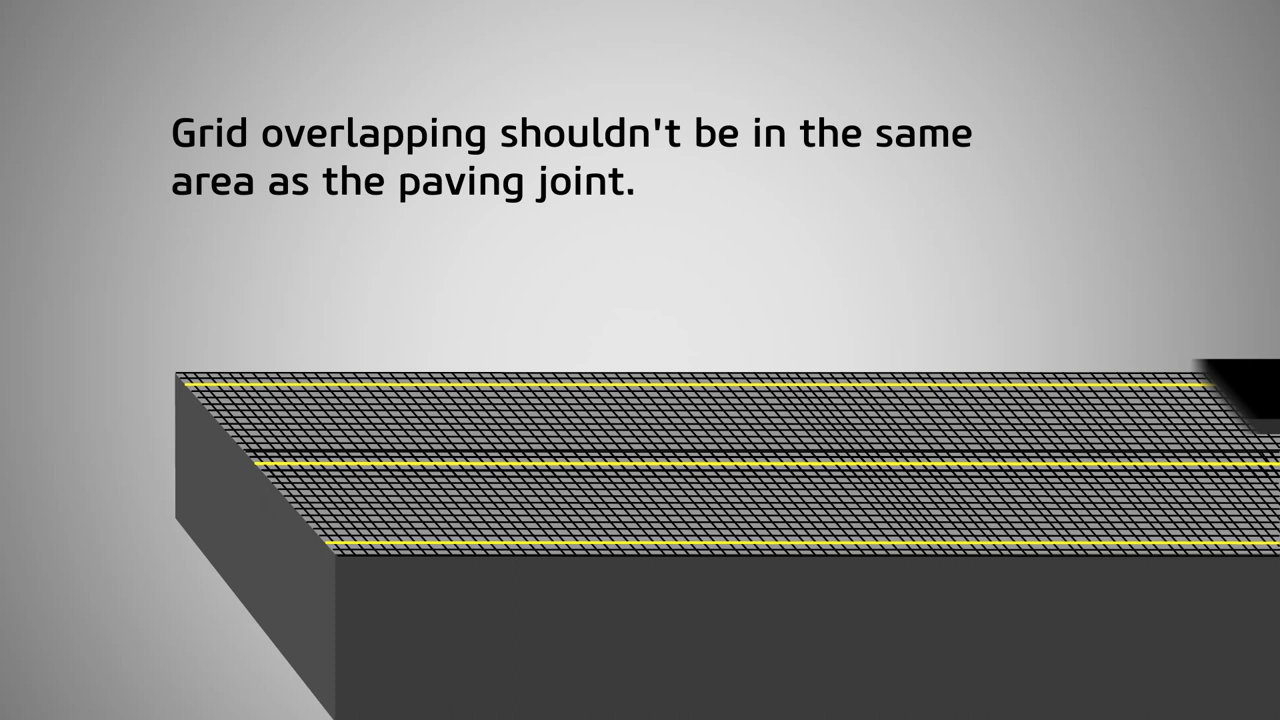 Grid overlapping shouldn't be in the same
area as the paving joint.